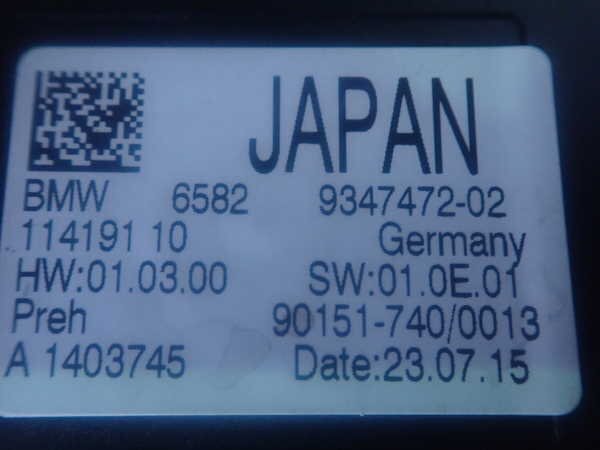 JAPAN
BMW 6582 9347472-02
114191 10 Germany
HW:01.03.00 SW:01.0E.01
Preh 90151-740/0013
A 1403745 Date:23.07.15